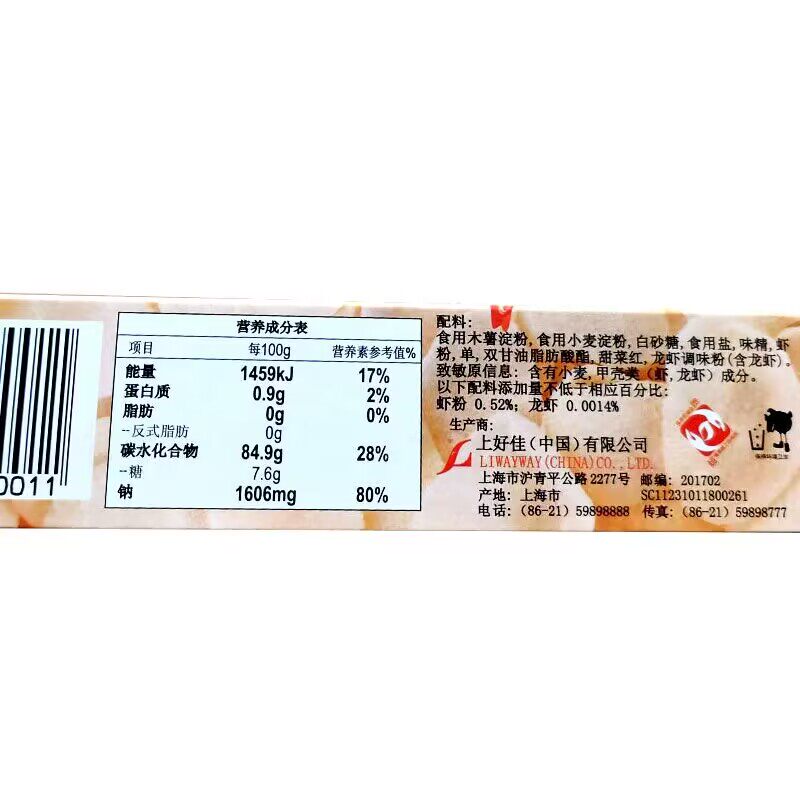 0011
营养成分表
项目 每100g 营养素参考值%
能量 1459kJ 17%
蛋白质 0.9g 2%
脂肪 0g 0%
--反式脂肪 0g
碳水化合物 84.9g 28%
--糖 7.6g
钠 1606mg 80%
配料:
食用木薯淀粉, 食用小麦淀粉, 白砂糖, 食用盐, 味精, 虾
粉, 单, 双甘油脂肪酸酯, 甜菜红, 龙虾调味粉(含龙虾)。
致敏原信息: 含有小麦, 甲壳类 (虾, 龙虾) 成分。
以下配料添加量不低于相应百分比:
虾粉 0.52%; 龙虾 0.0014%
生产商:
上好佳(中国)有限公司
LIWAYWAY(CHINA)CO., LTD.
上海市沪青平公路2277号 邮编: 201702
产地: 上海市 SC11231011800261
电话: (86-21) 59898888 传真: (86-21) 59898777